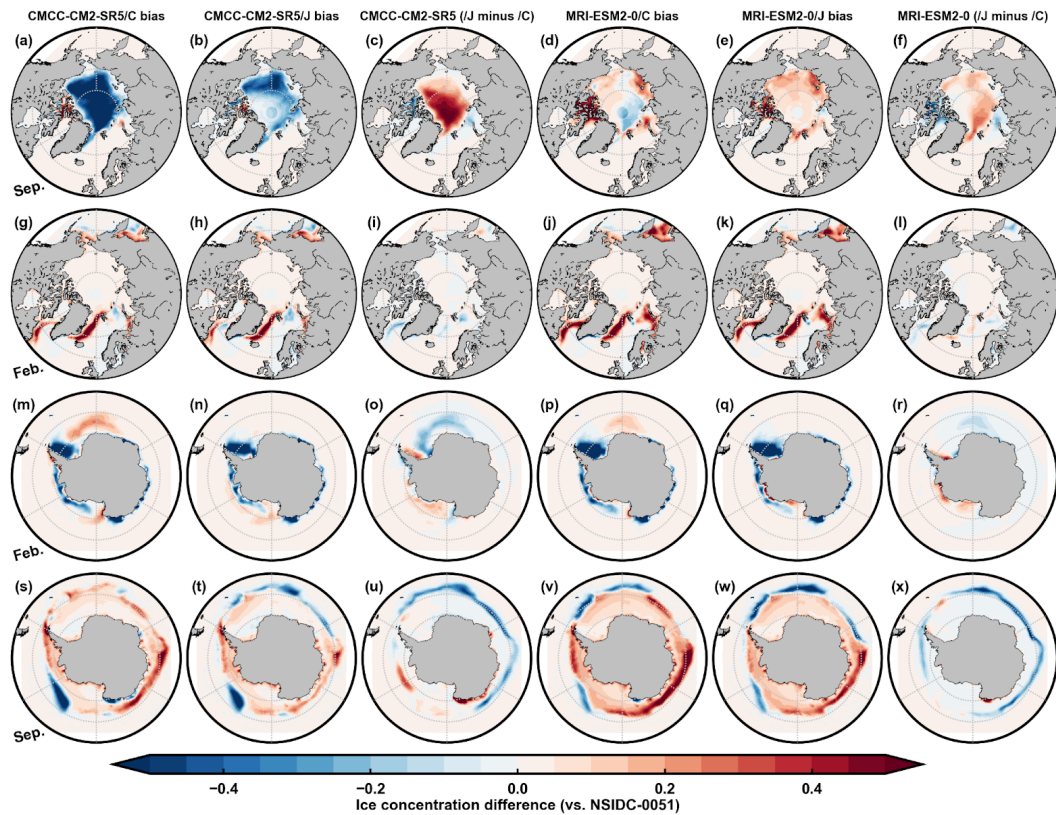 CMCC-CM2-SR5/C bias CMCC-CM2-SR5/J bias CMCC-CM2-SR5 (/J minus /C) MRI-ESM2-0/C bias MRI-ESM2-0/J bias MRI-ESM2-0 (/J minus /C)
(a) (b) (c) (d) (e) (f)
Sep.
(g) (h) (i) (j) (k) (l)
Feb.
(m) (n) (o) (p) (q) (r)
Feb.
(s) (t) (u) (v) (w) (x)
Sep.
−0.4 −0.2 0.0 0.2 0.4
Ice concentration difference (vs. NSIDC-0051)